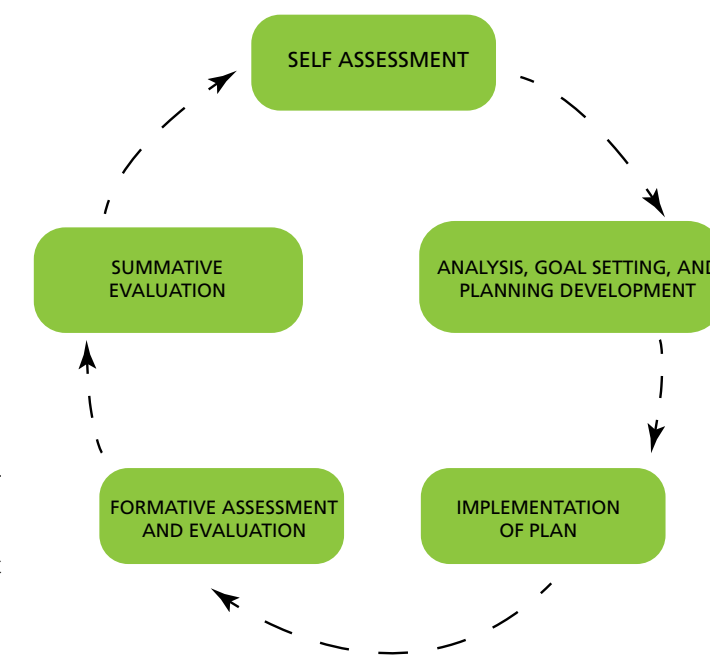 SELF ASSESSMENT
ANALYSIS, GOAL SETTING, AND
PLANNING DEVELOPMENT
IMPLEMENTATION
OF PLAN
FORMATIVE ASSESSMENT
AND EVALUATION
SUMMATIVE
EVALUATION